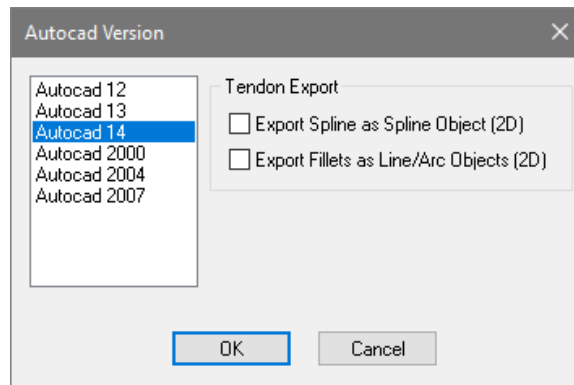 Autocad Version
Autocad 12
Autocad 13
Autocad 14
Autocad 2000
Autocad 2004
Autocad 2007
Tendon Export
Export Spline as Spline Object (2D)
Export Fillets as Line/Arc Objects (2D)
OK
Cancel